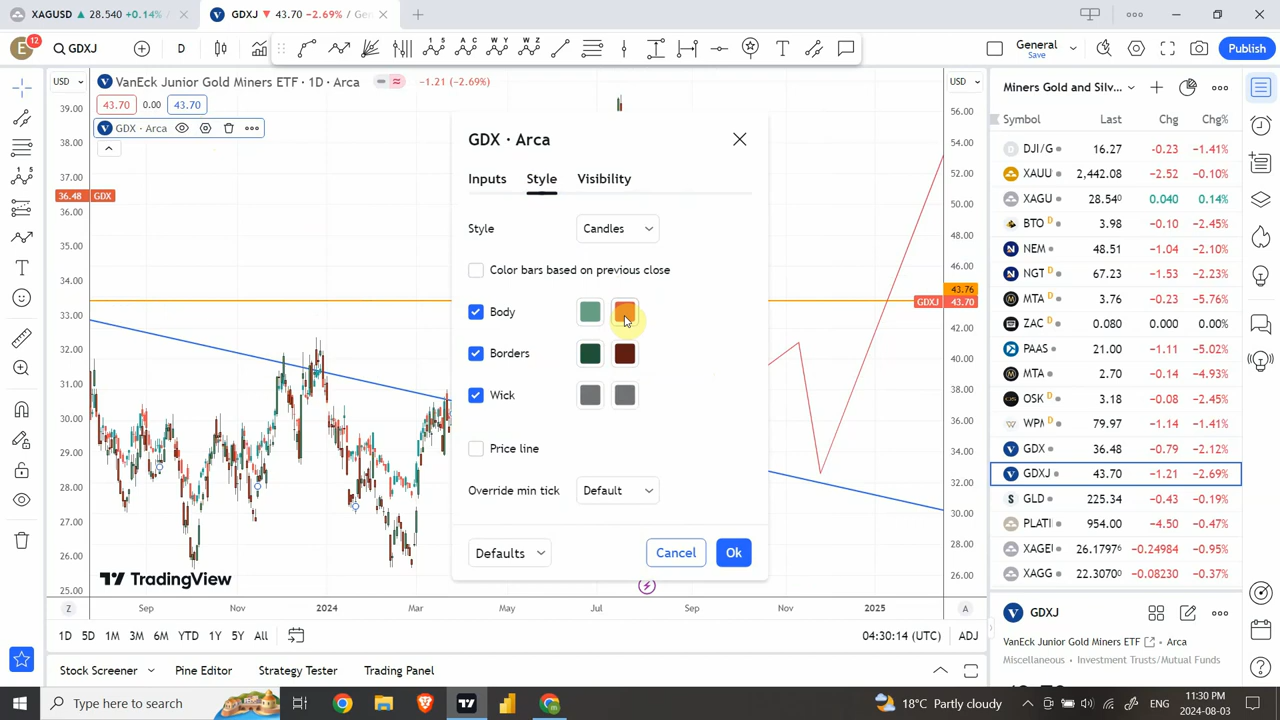 XAGUSD ▲ 28.540 +0.14%
GDXJ ▼ 43.70 −2.69% / Ge
E 12 GDXJ D
A C W Y W Z
General
Save
Publish
USD
VanEck Junior Gold Miners ETF · 1D · Arca
−1.21 (−2.69%)
43.70 0.00 43.70
GDX · Arca
39.00
38.00
37.00
36.48 GDX
36.00
35.00
34.00
33.00
32.00
31.00
30.00
29.00
28.00
27.00
26.00
25.00
TradingView
GDX · Arca
Inputs Style Visibility
Style Candles
Color bars based on previous close
Body
Borders
Wick
Price line
Override min tick Default
Defaults Cancel Ok
USD
56.00
54.00
52.00
50.00
48.00
46.00
43.76
GDXJ 43.70
42.00
40.00
38.00
36.00
34.00
32.00
30.00
28.00
26.00
Z Sep Nov 2024 Mar May Jul Sep Nov 2025 A
1D 5D 1M 3M 6M YTD 1Y 5Y All
04:30:14 (UTC) ADJ
Stock Screener Pine Editor Strategy Tester Trading Panel
Miners Gold and Silv...
Symbol Last Chg Chg%
DJI/G 16.27 −0.23 −1.41%
XAUU D 2,442.08 −2.52 −0.10%
XAGU 28.540 0.040 0.14%
BTO D 3.98 −0.10 −2.45%
NEM 48.51 −1.04 −2.10%
NGT D 67.23 −1.53 −2.23%
MTA D 3.76 −0.23 −5.76%
ZAC D 0.080 0.000 0.00%
PAAS 21.00 −1.11 −5.02%
MTA 2.70 −0.14 −4.93%
OSK D 3.18 −0.08 −2.45%
WPM 79.97 −1.14 −1.41%
GDX 36.48 −0.79 −2.12%
GDXJ 43.70 −1.21 −2.69%
GLD 225.34 −0.43 −0.19%
PLATI 954.00 −4.50 −0.47%
XAGE 26.1797⁶ −0.24984 −0.95%
XAGG 22.3070⁰ −0.08230 −0.37%
GDXJ
VanEck Junior Gold Miners ETF · Arca
Miscellaneous · Investment Trusts/Mutual Funds
Type here to search
18°C Partly cloudy
ENG
11:30 PM
2024-08-03